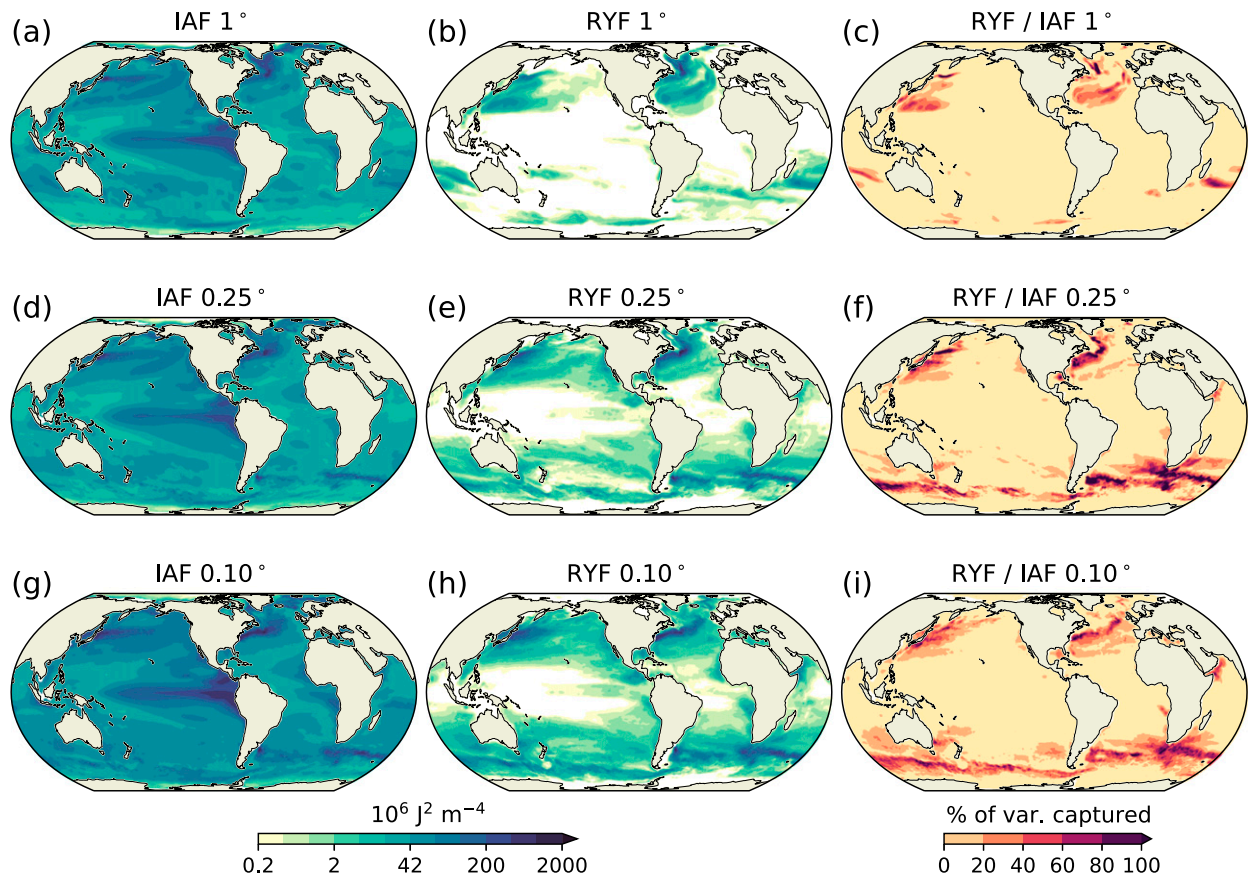 (a) IAF 1° (b) RYF 1° (c) RYF / IAF 1°
(d) IAF 0.25° (e) RYF 0.25° (f) RYF / IAF 0.25°
(g) IAF 0.10° (h) RYF 0.10° (i) RYF / IAF 0.10°
10⁶ J² m⁻⁴ % of var. captured
0.2 2 42 200 2000 0 20 40 60 80 100